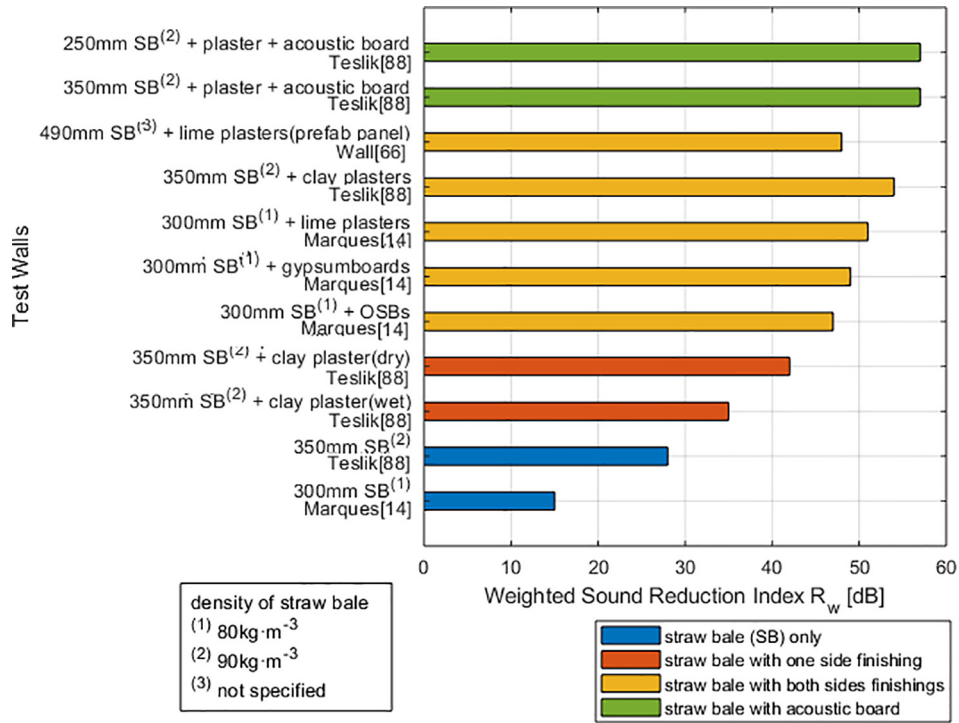 250mm SB(2) + plaster + acoustic board
Teslik[88]
350mm SB(2) + plaster + acoustic board
Teslik[88]
490mm SB(3) + lime plasters(prefab panel)
Wall[66]
350mm SB(2) + clay plasters
Teslik[88]
300mm SB(1) + lime plasters
Marques[14]
300mm SB(1) + gypsumboards
Marques[14]
300mm SB(1) + OSBs
Marques[14]
350mm SB(2) + clay plaster(dry)
Teslik[88]
350mm SB(2) + clay plaster(wet)
Teslik[88]
350mm SB(2)
Teslik[88]
300mm SB(1)
Marques[14]
Test Walls
0 10 20 30 40 50 60
Weighted Sound Reduction Index Rw [dB]
density of straw bale
(1) 80kg·m-3
(2) 90kg·m-3
(3) not specified
straw bale (SB) only
straw bale with one side finishing
straw bale with both sides finishings
straw bale with acoustic board